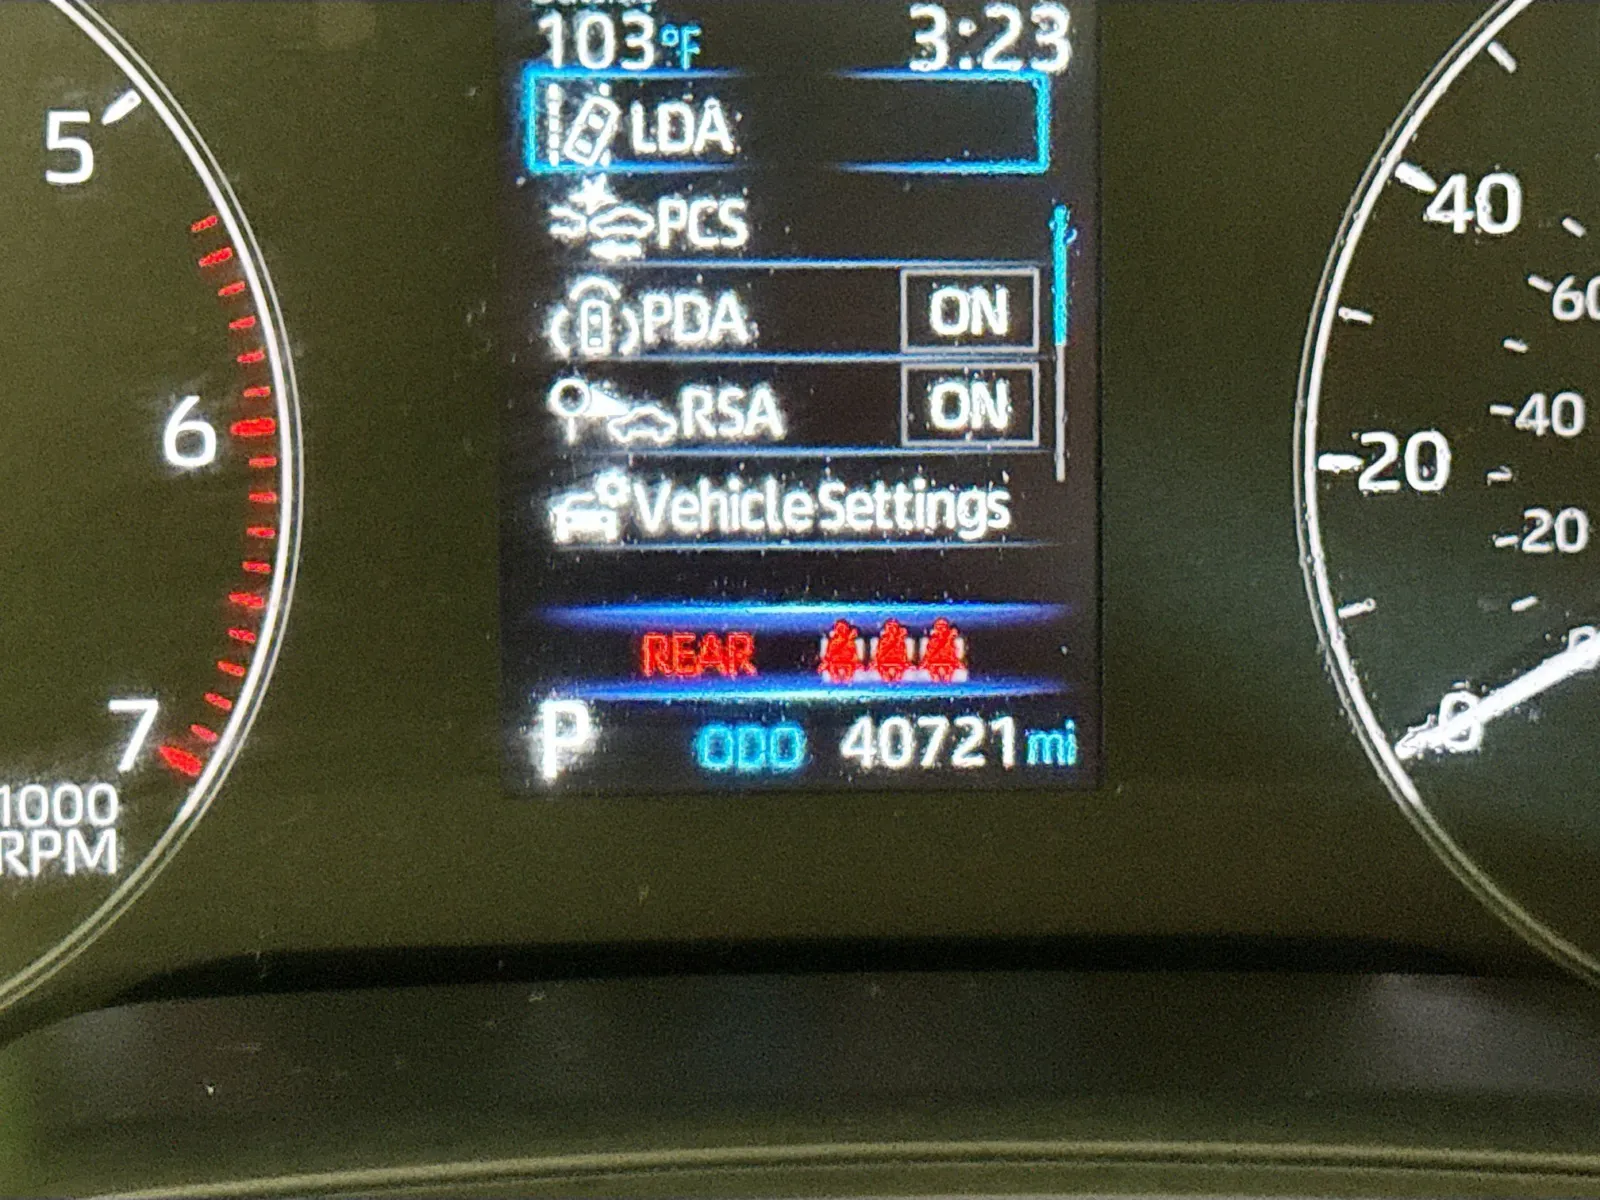 103°F 3:23
LDA
PCS
PDA ON
RSA ON
Vehicle Settings
REAR
P ODO 40721 mi
5
6
7
1000
RPM
40
20
0
60
40
20